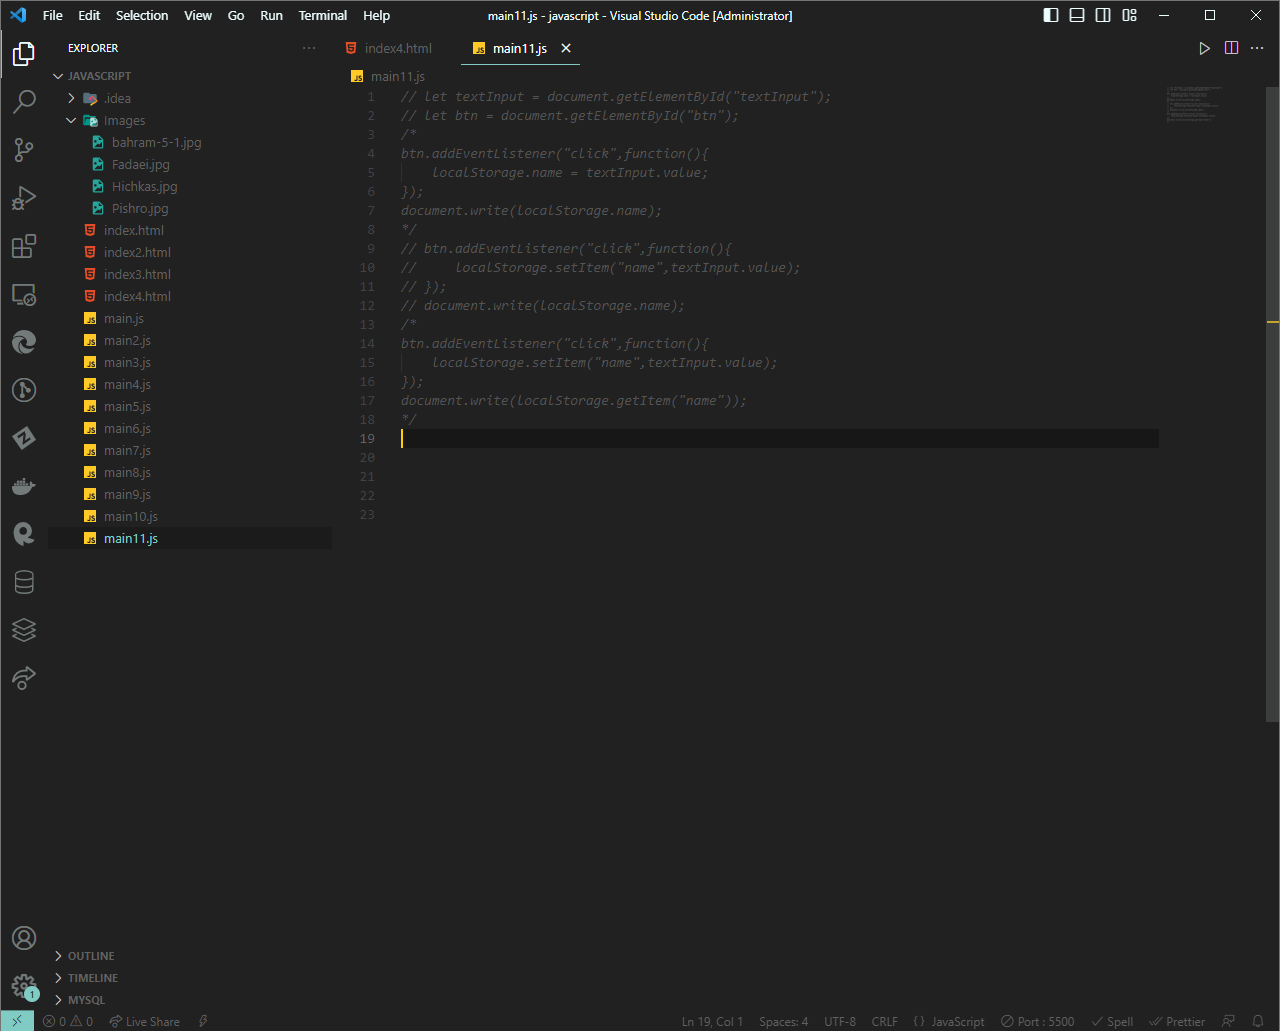 File Edit Selection View Go Run Terminal Help
main11.js - javascript - Visual Studio Code [Administrator]
EXPLORER
JAVASCRIPT
.idea
Images
bahram-5-1.jpg
Fadaei.jpg
Hichkas.jpg
Pishro.jpg
index.html
index2.html
index3.html
index4.html
main.js
main2.js
main3.js
main4.js
main5.js
main6.js
main7.js
main8.js
main9.js
main10.js
main11.js
OUTLINE
TIMELINE
MYSQL
index4.html main11.js
main11.js
1 // let textInput = document.getElementById("textInput");
2 // let btn = document.getElementById("btn");
3 /*
4 btn.addEventListener("click",function(){
5     localStorage.name = textInput.value;
6 });
7 document.write(localStorage.name);
8 */
9 // btn.addEventListener("click",function(){
10 //     localStorage.setItem("name",textInput.value);
11 // });
12 // document.write(localStorage.name);
13 /*
14 btn.addEventListener("click",function(){
15     localStorage.setItem("name",textInput.value);
16 });
17 document.write(localStorage.getItem("name"));
18 */
19
20
21
22
23
1
0 0 Live Share Ln 19, Col 1 Spaces: 4 UTF-8 CRLF {} JavaScript Port : 5500 Spell Prettier